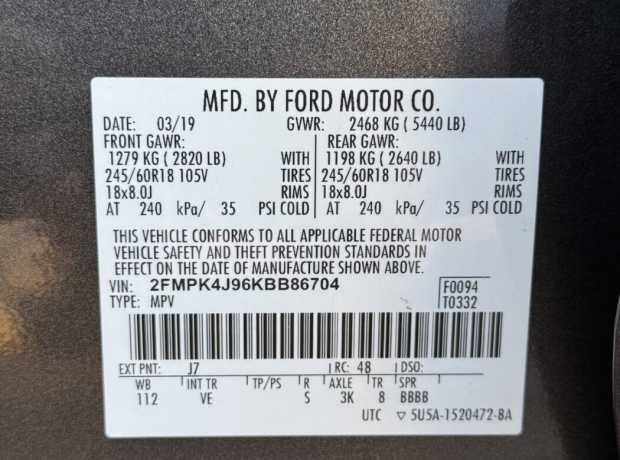 MFD. BY FORD MOTOR CO.
DATE: 03/19 GVWR: 2468 KG ( 5440 LB)
FRONT GAWR: REAR GAWR:
1279 KG ( 2820 LB) WITH 1198 KG ( 2640 LB) WITH
245/60R18 105V TIRES 245/60R18 105V TIRES
18x8.0J RIMS 18x8.0J RIMS
AT 240 kPa/ 35 PSI COLD AT 240 kPa/ 35 PSI COLD
THIS VEHICLE CONFORMS TO ALL APPLICABLE FEDERAL MOTOR
VEHICLE SAFETY AND THEFT PREVENTION STANDARDS IN
EFFECT ON THE DATE OF MANUFACTURE SHOWN ABOVE.
VIN: 2FMPK4J96KBB86704 F0094
TYPE: MPV T0332
EXT PNT: J7 RC: 48 DSO:
WB INT TR TP/PS R AXLE TR SPR
112 VE S 3K 8 BBBB
UTC ▽ 5U5A-1520472-BA